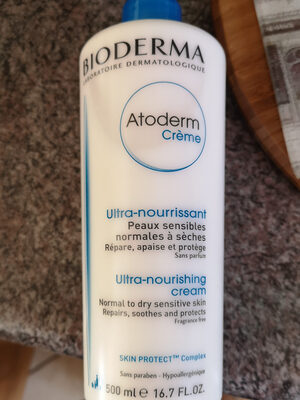 BIODERMA
LABORATOIRE DERMATOLOGIQUE
Atoderm
Crème
Ultra-nourrissant
Peaux sensibles
normales à sèches
Répare, apaise et protège
Sans parfum
Ultra-nourishing
cream
Normal to dry sensitive skin
Repairs, soothes and protects
Fragrance free
SKIN PROTECT™ Complex
Sans paraben - Hypoallergénique
500 ml e 16.7 FL.OZ.